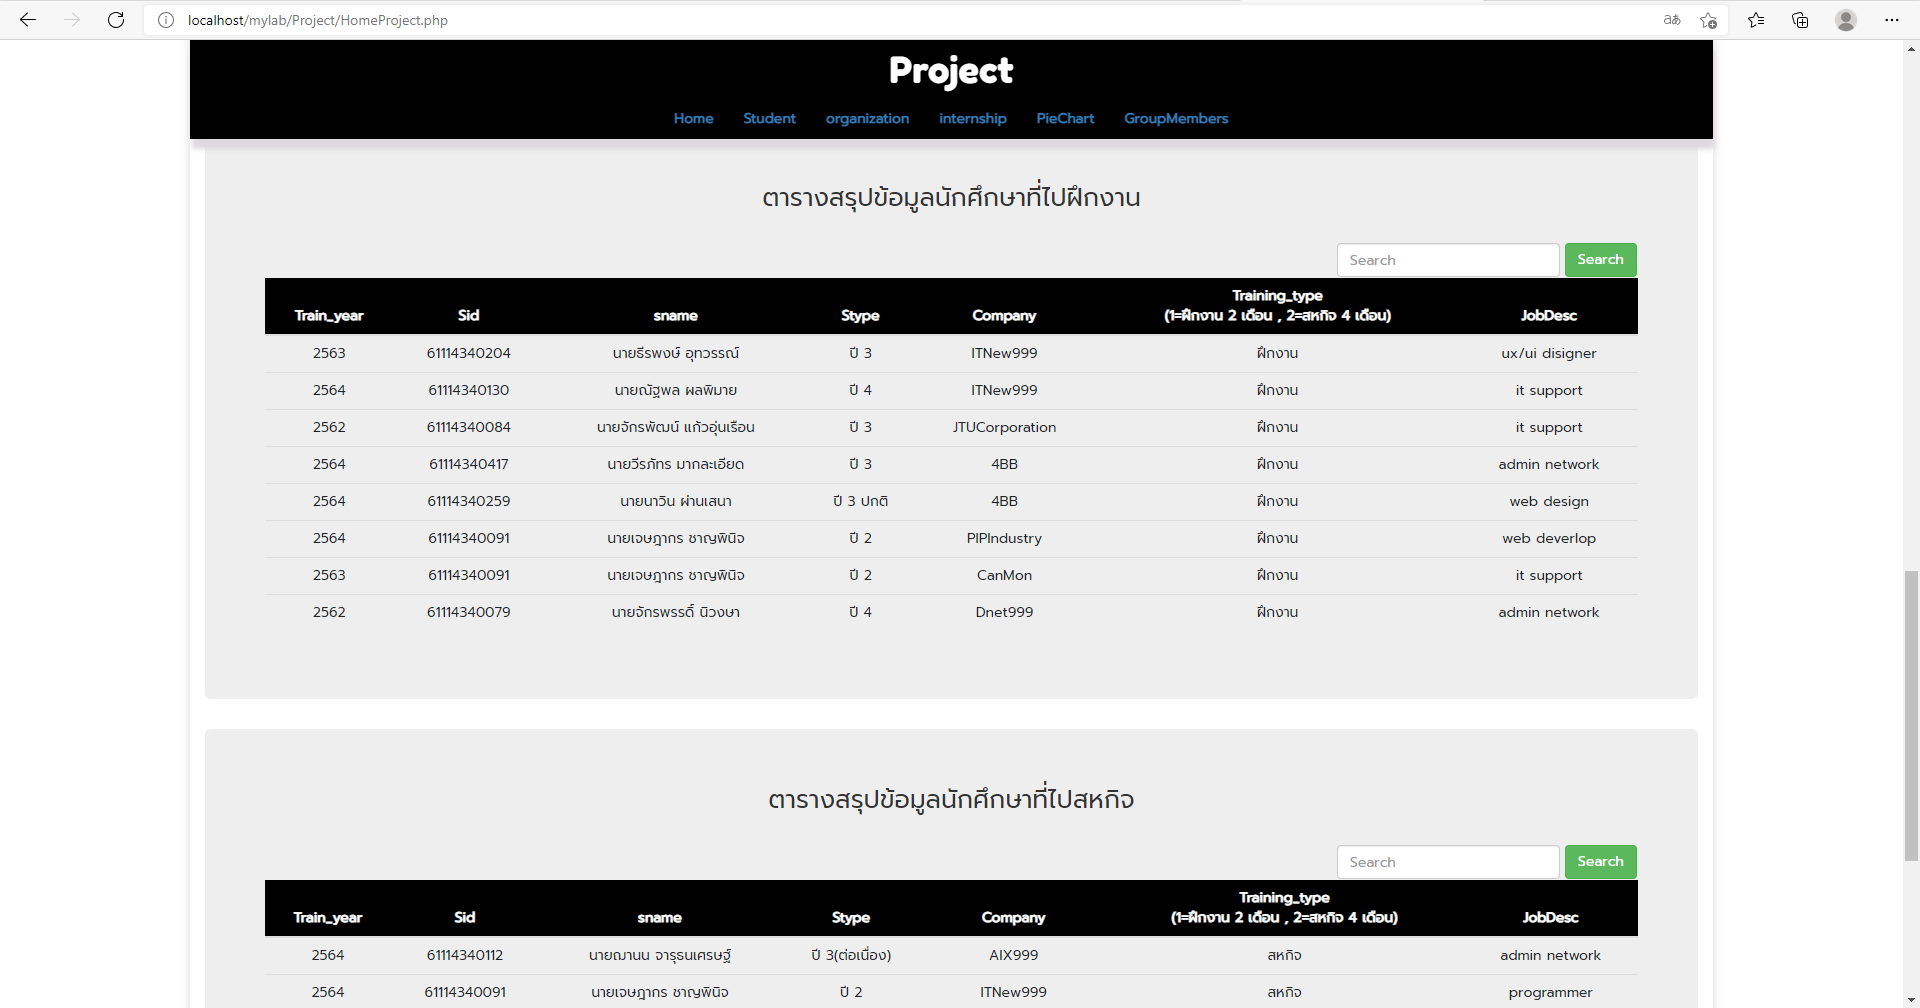 localhost/mylab/Project/HomeProject.php
Project
Home Student organization internship PieChart GroupMembers
ตารางสรุปข้อมูลนักศึกษาที่ไปฝึกงาน
Search Search
Training_type
Train_year Sid sname Stype Company (1=ฝึกงาน 2 เดือน , 2=สหกิจ 4 เดือน) JobDesc
2563 61114340204 นายธีรพงษ์ อุทวรรณ์ ปี 3 ITNew999 ฝึกงาน ux/ui disigner
2564 61114340130 นายณัฐพล ผลพิมาย ปี 4 ITNew999 ฝึกงาน it support
2562 61114340084 นายจักรพัฒน์ แก้วอุ่นเรือน ปี 3 JTUCorporation ฝึกงาน it support
2564 61114340417 นายวีรภัทร มากละเอียด ปี 3 4BB ฝึกงาน admin network
2564 61114340259 นายนาวิน ผ่านเสนา ปี 3 ปกติ 4BB ฝึกงาน web design
2564 61114340091 นายเจษฎากร ชาญพินิจ ปี 2 PIPIndustry ฝึกงาน web deverlop
2563 61114340091 นายเจษฎากร ชาญพินิจ ปี 2 CanMon ฝึกงาน it support
2562 61114340079 นายจักรพรรดิ์ นิวงษา ปี 4 Dnet999 ฝึกงาน admin network
ตารางสรุปข้อมูลนักศึกษาที่ไปสหกิจ
Search Search
Training_type
Train_year Sid sname Stype Company (1=ฝึกงาน 2 เดือน , 2=สหกิจ 4 เดือน) JobDesc
2564 61114340112 นายฌานน จารุธนเศรษฐ์ ปี 3(ต่อเนื่อง) AIX999 สหกิจ admin network
2564 61114340091 นายเจษฎากร ชาญพินิจ ปี 2 ITNew999 สหกิจ programmer